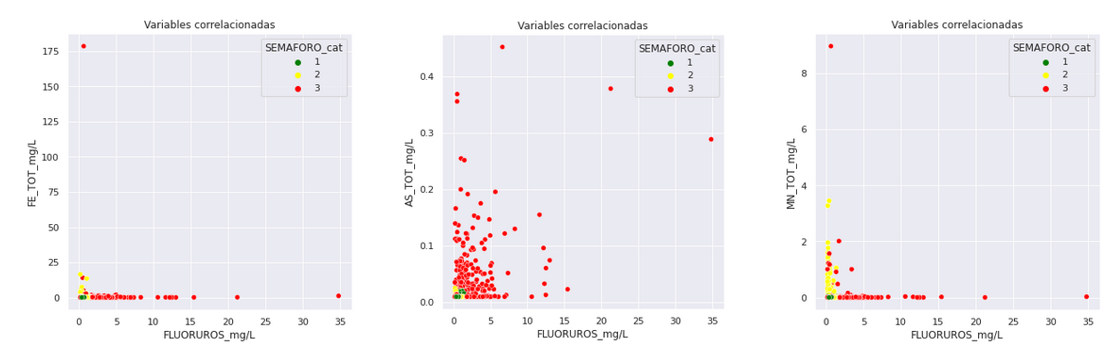 Variables correlacionadas
FE_TOT_mg/L
175
150
125
100
75
50
25
0
SEMAFORO_cat
1
2
3
0 5 10 15 20 25 30 35
FLUORUROS_mg/L
Variables correlacionadas
AS_TOT_mg/L
0.4
0.3
0.2
0.1
0.0
SEMAFORO_cat
1
2
3
0 5 10 15 20 25 30 35
FLUORUROS_mg/L
Variables correlacionadas
MN_TOT_mg/L
8
6
4
2
0
SEMAFORO_cat
1
2
3
0 5 10 15 20 25 30 35
FLUORUROS_mg/L